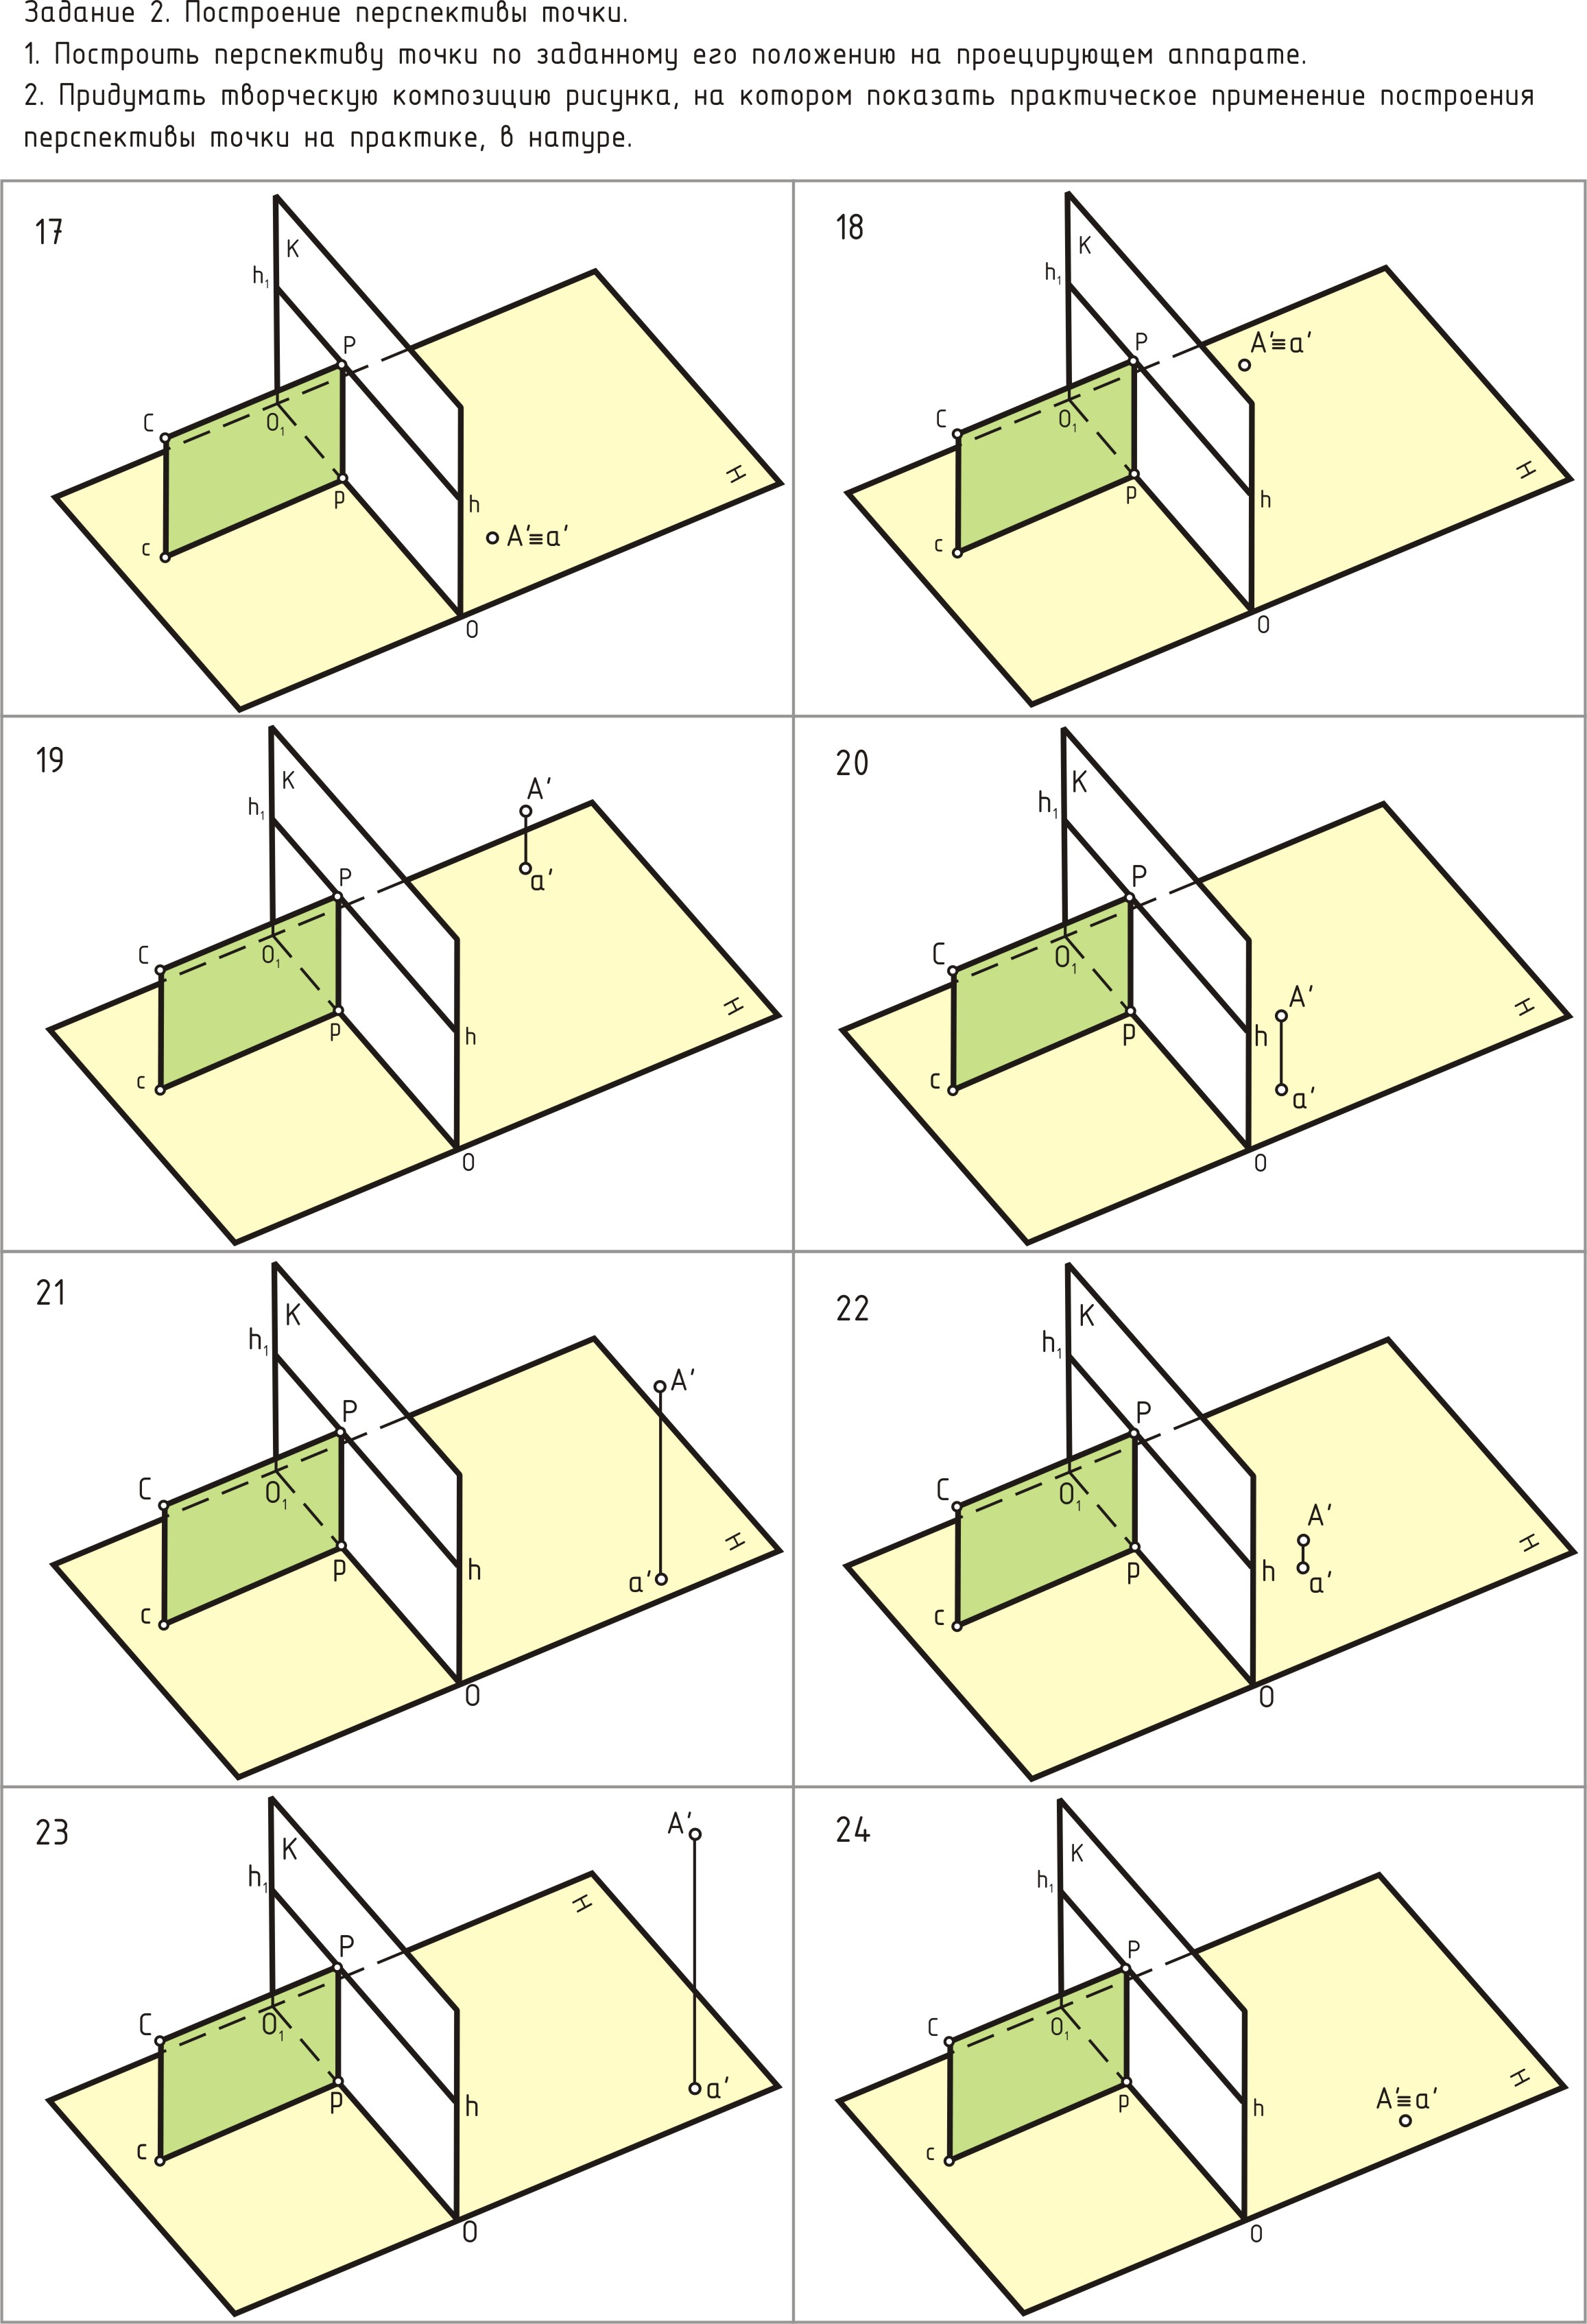 Задание 2. Построение перспективы точки.
1. Построить перспективу точки по заданному его положению на проецирующем аппарате.
2. Придумать творческую композицию рисунка, на котором показать практическое применение построения
перспективы точки на практике, в натуре.
17
K
h₁
P
C
O₁
H
p
h
A'≡a'
c
O
18
K
h₁
A'≡a'
P
C
O₁
H
p
h
c
O
19
K
A'
h₁
P
a'
C
O₁
H
p
h
c
O
20
K
h₁
P
C
O₁
A'
H
p
h
c
a'
O
21
K
h₁
A'
P
C
O₁
H
p
h
a'
c
O
22
K
h₁
P
C
O₁
A'
H
p
h
a'
c
O
23
A'
K
h₁
H
P
C
O₁
a'
p
h
c
O
24
K
h₁
P
C
O₁
H
p
h
A'≡a'
c
O